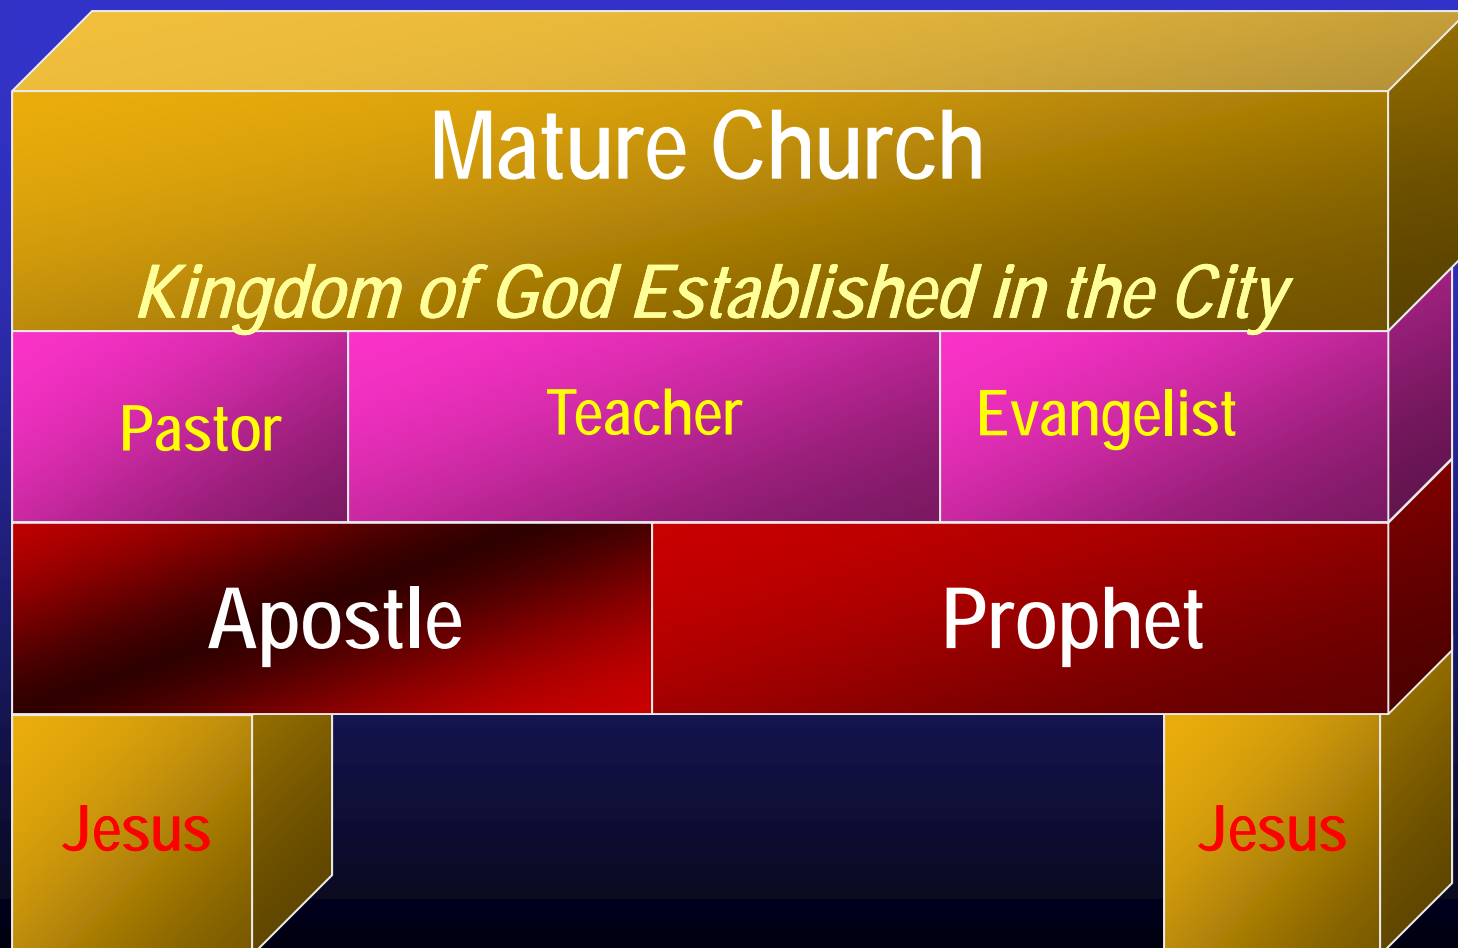 Mature Church
Kingdom of God Established in the City
Pastor Teacher Evangelist
Apostle Prophet
Jesus Jesus